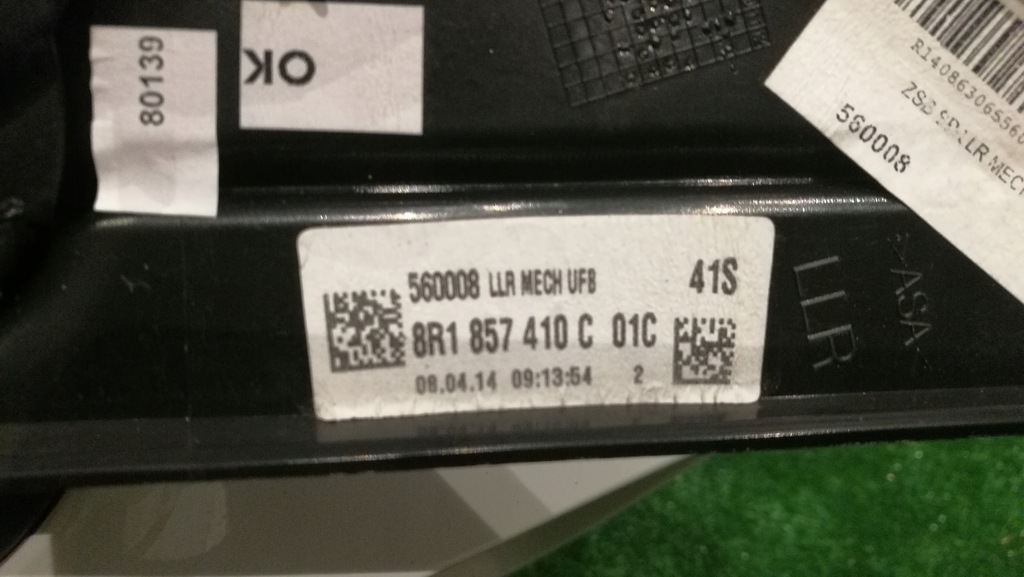 80139
OK
R1408630655600
560008
560008 LLR MECH UFB
41S
8R1 857 410 C 01C
08.04.14 09:13:54 2
LLR
>ASA<